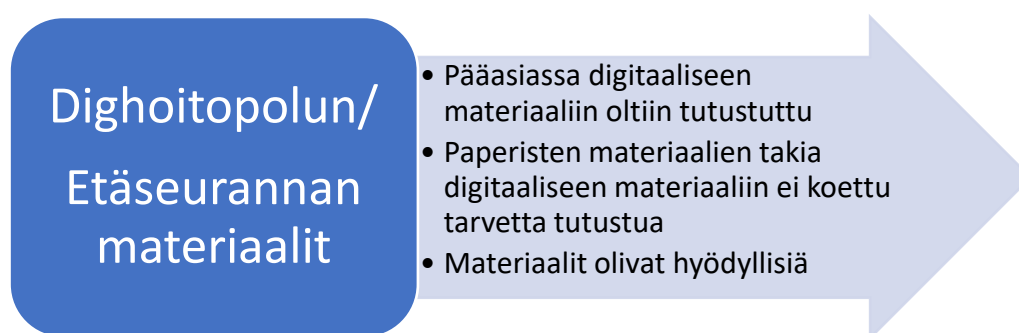 Dighoitopolun/
Etäseurannan
materiaalit
• Pääasiassa digitaaliseen
materiaaliin oltiin tutustuttu
• Paperisten materiaalien takia
digitaaliseen materiaaliin ei koettu
tarvetta tutustua
• Materiaalit olivat hyödyllisiä